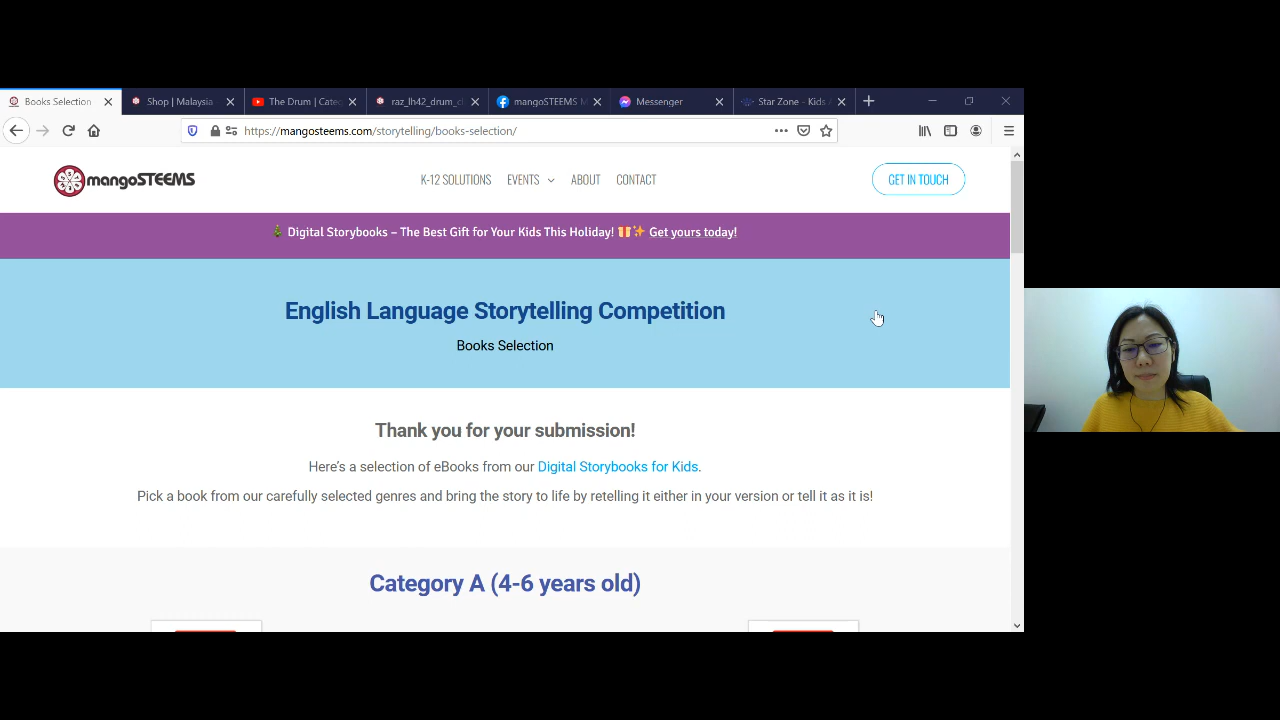 Books Selection
Shop | Malaysia
The Drum | Cate
raz_lh42_drum_cl
mangoSTEEMS M
Messenger
Star Zone - Kids A
https://mangosteems.com/storytelling/books-selection/
mangoSTEEMS
K-12 SOLUTIONS EVENTS ABOUT CONTACT
GET IN TOUCH
Digital Storybooks – The Best Gift for Your Kids This Holiday! Get yours today!
English Language Storytelling Competition
Books Selection
Thank you for your submission!
Here's a selection of eBooks from our Digital Storybooks for Kids.
Pick a book from our carefully selected genres and bring the story to life by retelling it either in your version or tell it as it is!
Category A (4-6 years old)